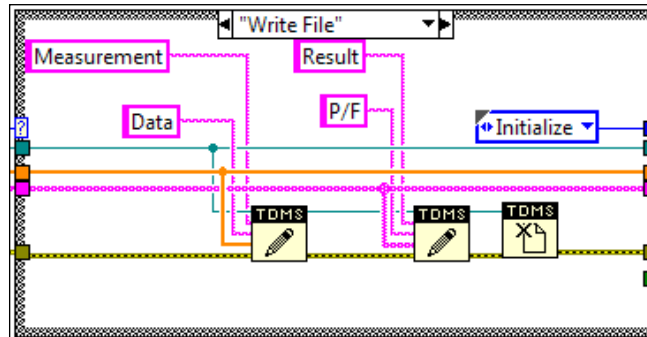 "Write File"
Measurement
Result
Data
P/F
Initialize
?
TDMS
TDMS
TDMS